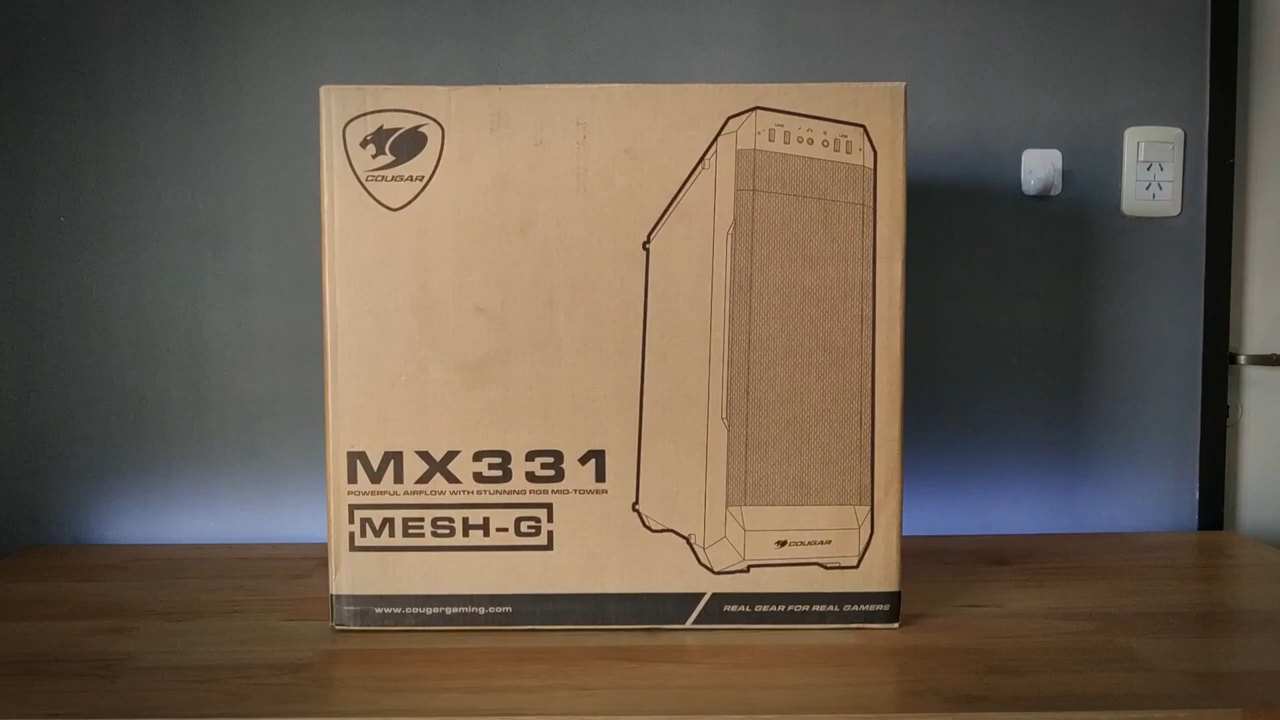 COUGAR
MX331
POWERFUL AIRFLOW WITH STUNNING RGB MID-TOWER
MESH-G
COUGAR
www.cougargaming.com
REAL GEAR FOR REAL GAMERS